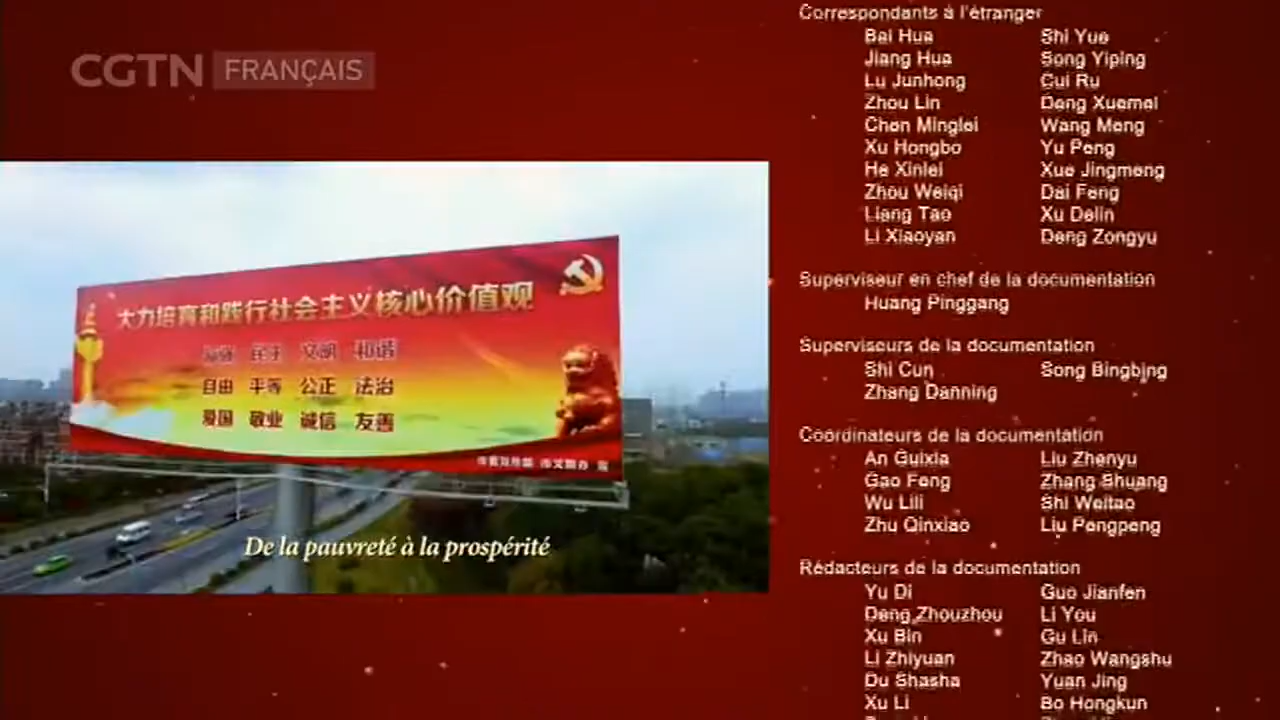 CGTN FRANÇAIS
大力培育和践行社会主义核心价值观
富强 民主 文明 和谐
自由 平等 公正 法治
爱国 敬业 诚信 友善
De la pauvreté à la prospérité
Correspondants à l'étranger
Bai Hua Shi Yue
Jiang Hua Song Yiping
Lu Junhong Cui Ru
Zhou Lin Deng Xuemei
Chen Minglei Wang Meng
Xu Hongbo Yu Peng
He Xinlei Xue Jingmeng
Zhou Weiqi Dai Feng
Liang Tao Xu Delin
Li Xiaoyan Deng Zongyu
Superviseur en chef de la documentation
Huang Pinggang
Superviseurs de la documentation
Shi Cun Song Bingbing
Zhang Danning
Coordinateurs de la documentation
An Guixia Liu Zhenyu
Gao Feng Zhang Shuang
Wu Lili Shi Weitao
Zhu Qinxiao Liu Pengpeng
Rédacteurs de la documentation
Yu Di Guo Jianfen
Deng Zhouzhou Li You
Xu Bin Gu Lin
Li Zhiyuan Zhao Wangshu
Du Shasha Yuan Jing
Xu Li Bo Hongkun